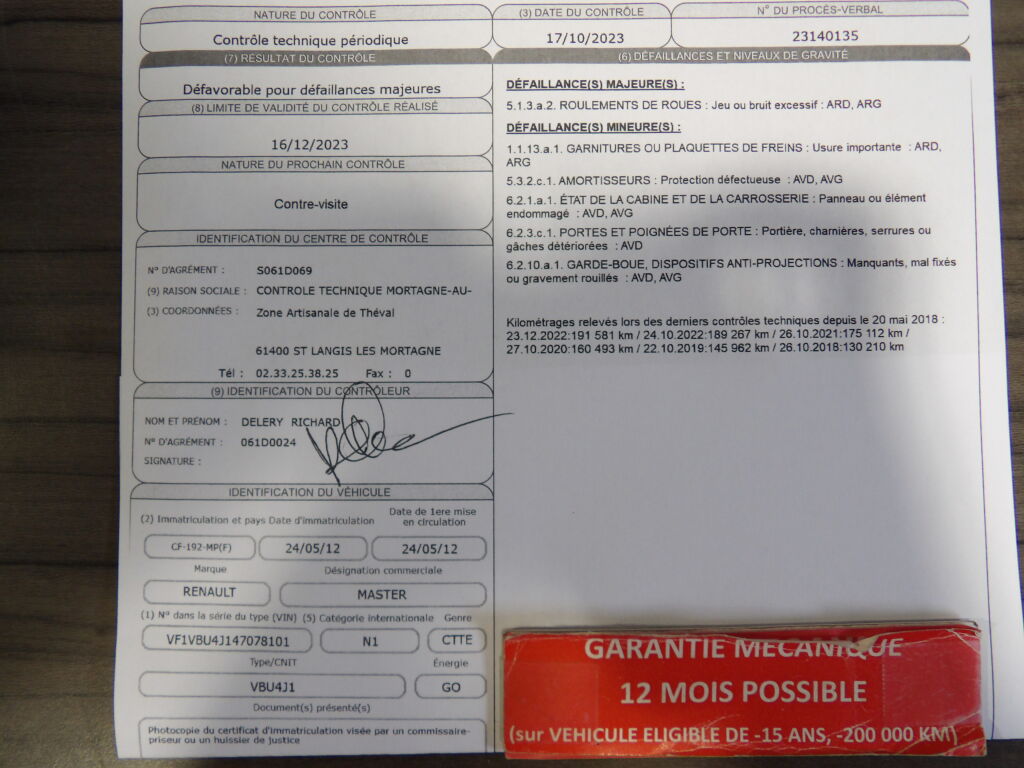 NATURE DU CONTRÔLE
Contrôle technique périodique
(3) DATE DU CONTRÔLE
17/10/2023
N° DU PROCÈS-VERBAL
23140135
(7) RÉSULTAT DU CONTRÔLE
Défavorable pour défaillances majeures
(8) LIMITE DE VALIDITÉ DU CONTRÔLE RÉALISÉ
16/12/2023
NATURE DU PROCHAIN CONTRÔLE
Contre-visite
IDENTIFICATION DU CENTRE DE CONTRÔLE
N° D'AGRÉMENT : S061D069
(9) RAISON SOCIALE : CONTROLE TECHNIQUE MORTAGNE-AU-
(3) COORDONNÉES : Zone Artisanale de Théval
61400 ST LANGIS LES MORTAGNE
Tél : 02.33.25.38.25 Fax : 0
(9) IDENTIFICATION DU CONTRÔLEUR
NOM ET PRÉNOM : DELERY RICHARD
N° D'AGRÉMENT : 061D0024
SIGNATURE :
IDENTIFICATION DU VÉHICULE
(2) Immatriculation et pays Date d'immatriculation Date de 1ere mise
en circulation
CF-192-MP(F) 24/05/12 24/05/12
Marque Désignation commerciale
RENAULT MASTER
(1) N° dans la série du type (VIN) (5) Catégorie internationale Genre
VF1VBU4J147078101 N1 CTTE
Type/CNIT Énergie
VBU4J1 GO
Document(s) présenté(s)
Photocopie du certificat d'immatriculation visée par un commissaire-
priseur ou un huissier de justice
(6) DÉFAILLANCES ET NIVEAUX DE GRAVITÉ
DÉFAILLANCE(S) MAJEURE(S) :
5.1.3.a.2. ROULEMENTS DE ROUES : Jeu ou bruit excessif : ARD, ARG
DÉFAILLANCE(S) MINEURE(S) :
1.1.13.a.1. GARNITURES OU PLAQUETTES DE FREINS : Usure importante : ARD,
ARG
5.3.2.c.1. AMORTISSEURS : Protection défectueuse : AVD, AVG
6.2.1.a.1. ÉTAT DE LA CABINE ET DE LA CARROSSERIE : Panneau ou élément
endommagé : AVD, AVG
6.2.3.c.1. PORTES ET POIGNÉES DE PORTE : Portière, charnières, serrures ou
gâches détériorées : AVD
6.2.10.a.1. GARDE-BOUE, DISPOSITIFS ANTI-PROJECTIONS : Manquants, mal fixés
ou gravement rouillés : AVD, AVG
Kilométrages relevés lors des derniers contrôles techniques depuis le 20 mai 2018 :
23.12.2022:191 581 km / 24.10.2022:189 267 km / 26.10.2021:175 112 km /
27.10.2020:160 493 km / 22.10.2019:145 962 km / 26.10.2018:130 210 km
GARANTIE MECANIQUE
12 MOIS POSSIBLE
(sur VEHICULE ELIGIBLE DE -15 ANS, -200 000 KM)